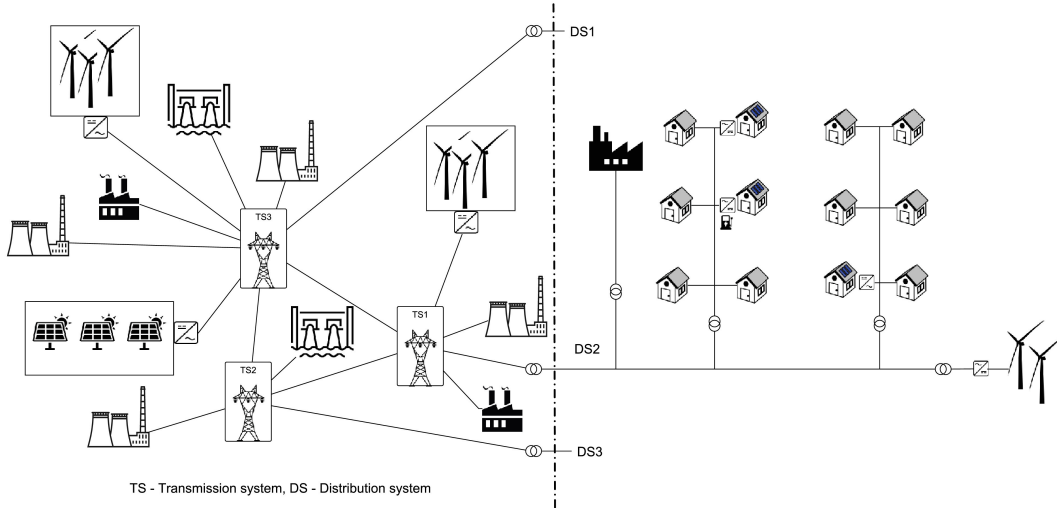 DS1
TS3
TS1
DS2
TS2
DS3
TS - Transmission system, DS - Distribution system